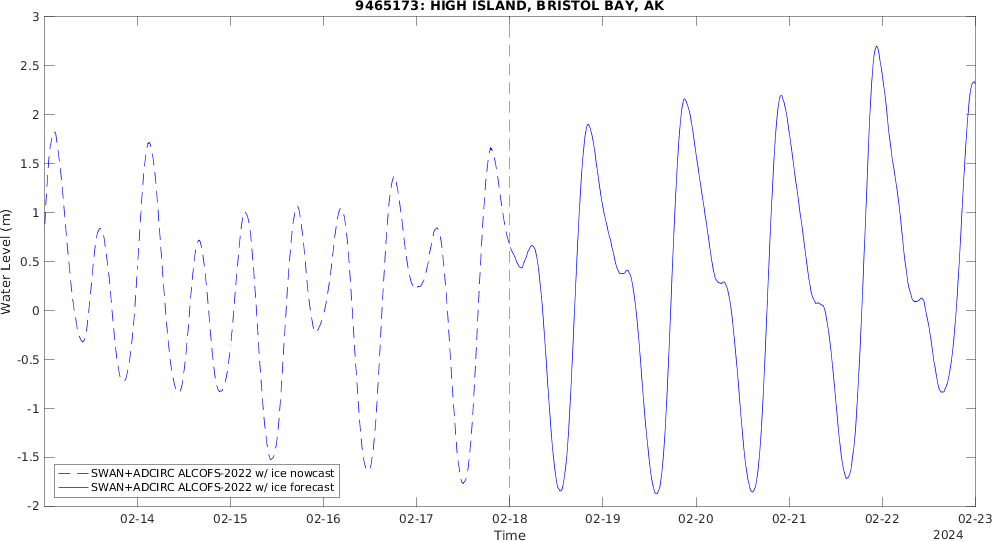 9465173: HIGH ISLAND, BRISTOL BAY, AK
3
2.5
2
1.5
1
0.5
0
-0.5
-1
-1.5
-2
Water Level (m)
SWAN+ADCIRC ALCOFS-2022 w/ ice nowcast
SWAN+ADCIRC ALCOFS-2022 w/ ice forecast
02-14 02-15 02-16 02-17 02-18 02-19 02-20 02-21 02-22 02-23
Time
2024